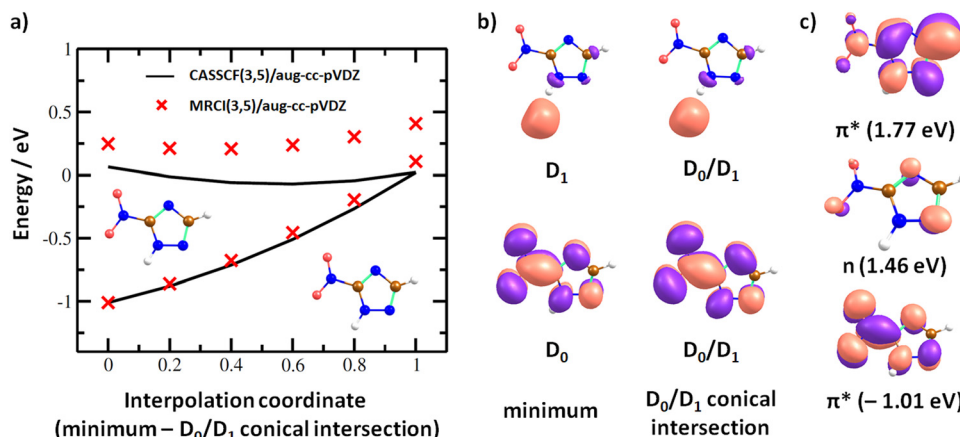 a)
1
0.5
0
-0.5
-1
Energy / eV
CASSCF(3,5)/aug-cc-pVDZ
MRCI(3,5)/aug-cc-pVDZ
0 0.2 0.4 0.6 0.8 1
Interpolation coordinate
(minimum – D₀/D₁ conical intersection)
b)
D₁
D₀/D₁
D₀
D₀/D₁
minimum
D₀/D₁ conical
intersection
c)
π* (1.77 eV)
n (1.46 eV)
π* (– 1.01 eV)